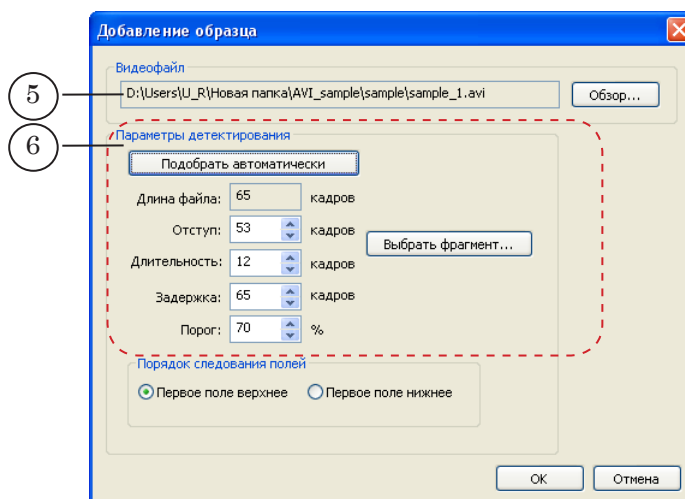 Добавление образца
Видеофайл
5
D:\Users\U_R\Новая папка\AVI_sample\sample\sample_1.avi
Обзор...
6
Параметры детектирования
Подобрать автоматически
Длина файла: 65 кадров
Отступ: 53 кадров
Выбрать фрагмент...
Длительность: 12 кадров
Задержка: 65 кадров
Порог: 70 %
Порядок следования полей
Первое поле верхнее Первое поле нижнее
OK Отмена